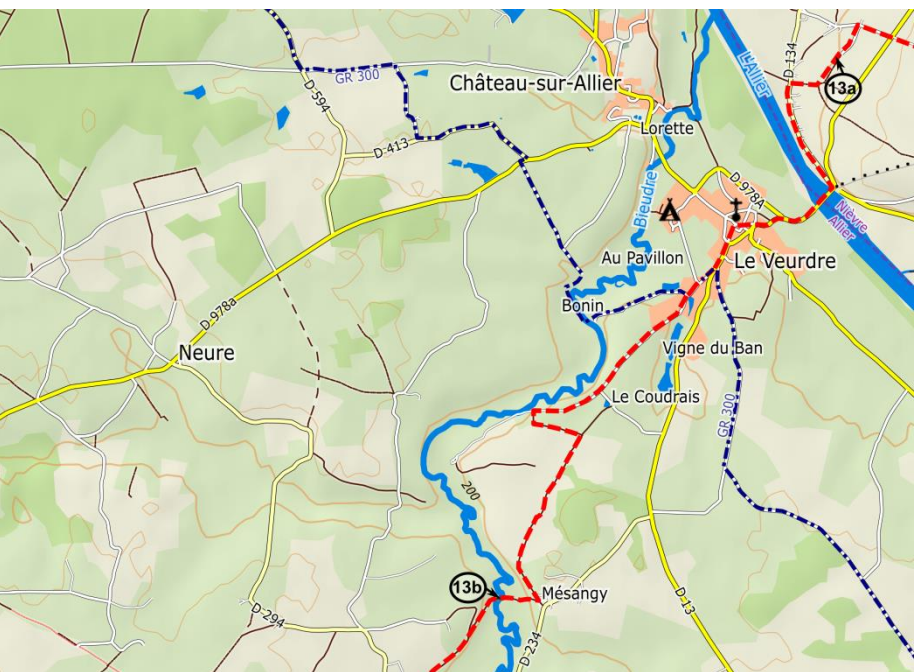 GR 300
D 594
Château-sur-Allier
L'Allier
D 134
13a
D 413
Lorette
Bieudre
D 978A
Nièvre
Allier
Au Pavillon
Le Veurdre
Bonin
D 978a
Neure
Vigne du Ban
Le Coudrais
GR 300
200
13b
Mésangy
D 294
D 234
D 13